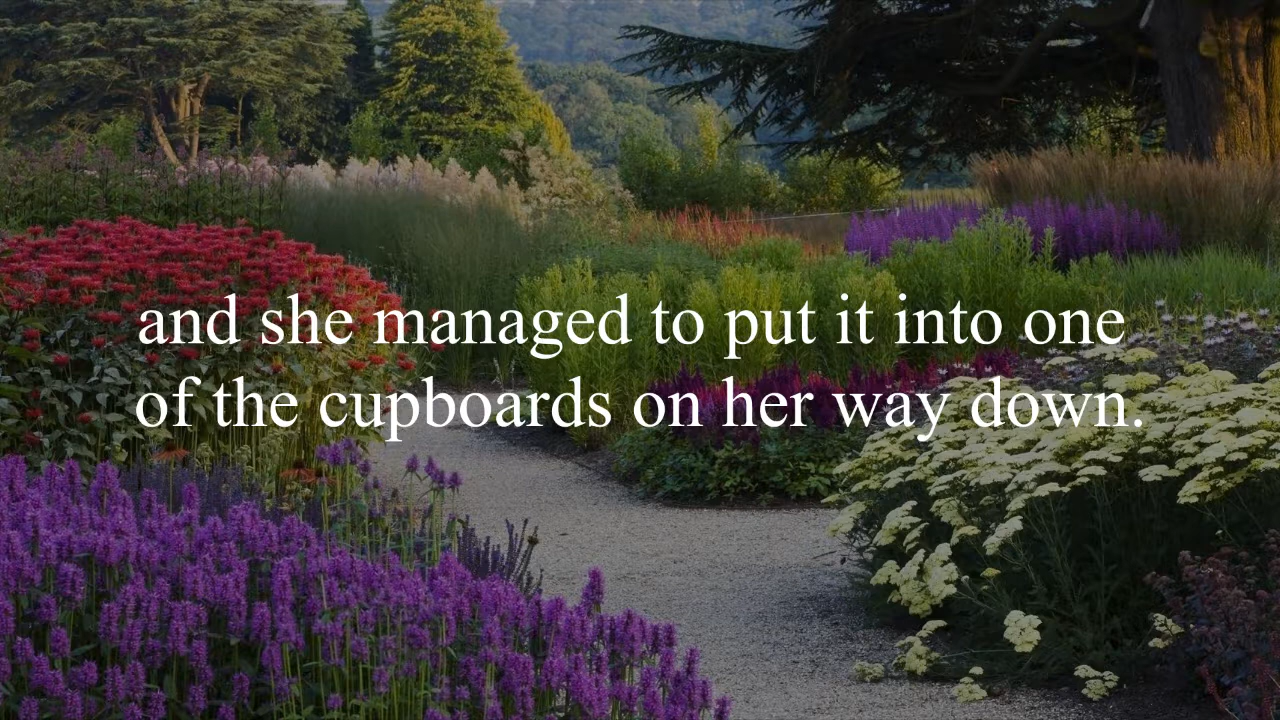 and she managed to put it into one
of the cupboards on her way down.